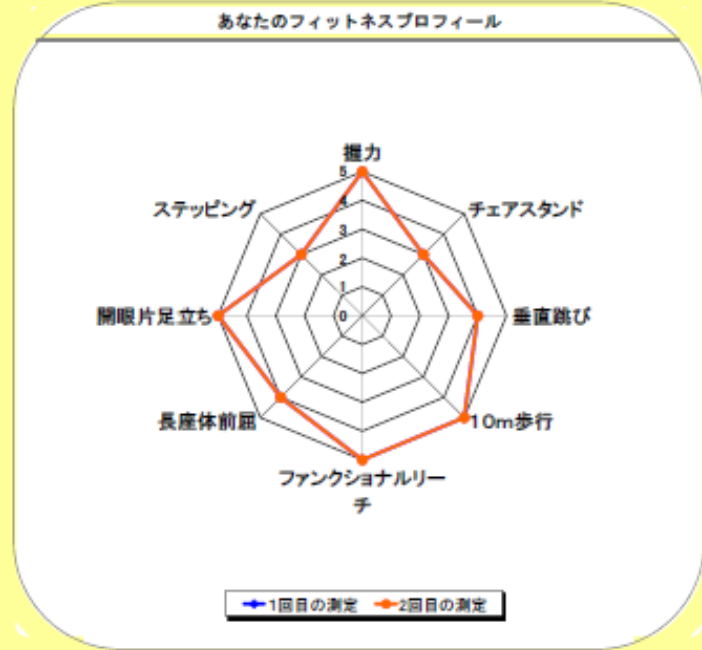 あなたのフィットネスプロフィール
握力
5
ステッピング
チェアスタンド
4
3
2
1
開眼片足立ち
0
垂直跳び
長座体前屈
10m歩行
ファンクショナルリー
チ
1回目の測定 2回目の測定